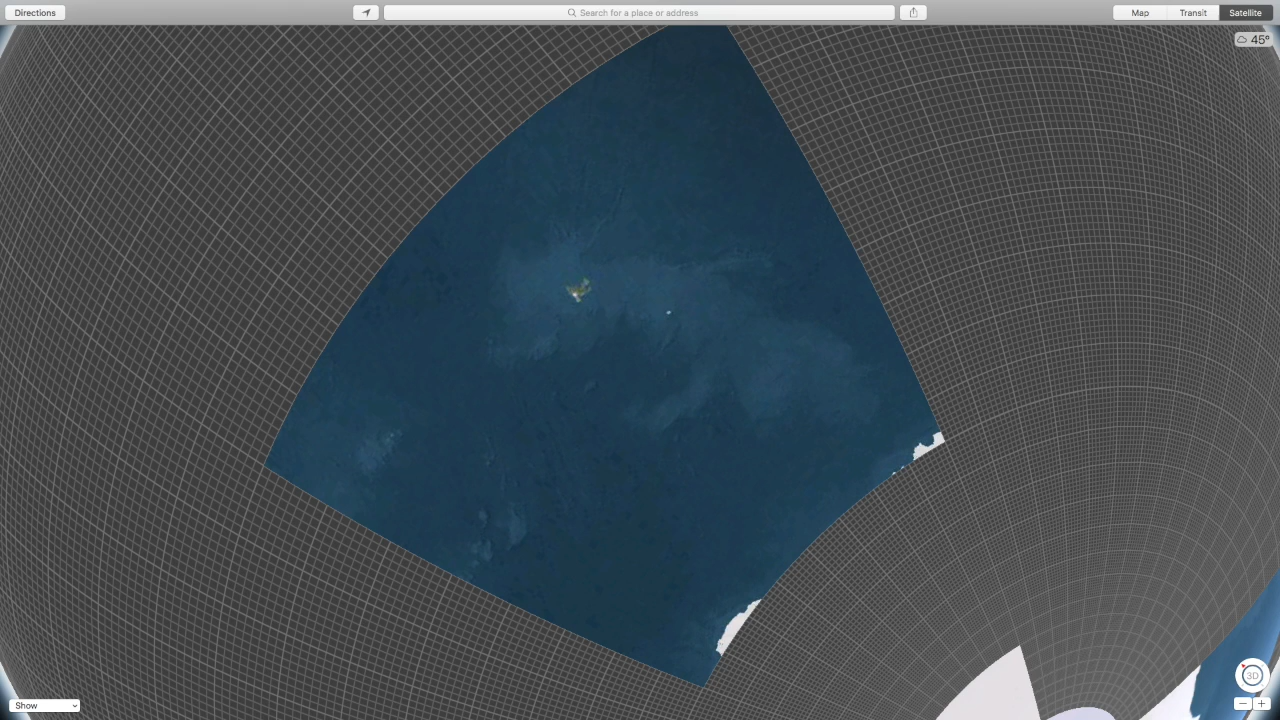 Directions
Search for a place or address
Map
Transit
Satellite
45°
3D
Show